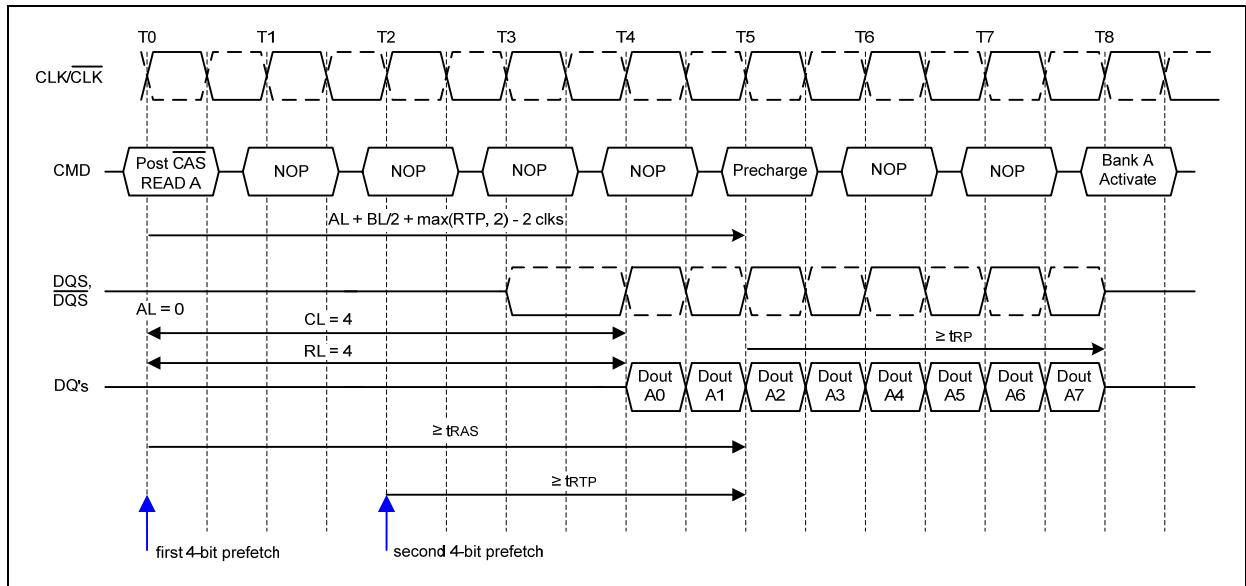 T0 T1 T2 T3 T4 T5 T6 T7 T8
CLK/CLK
CMD
Post CAS
READ A
NOP
NOP
NOP
NOP
Precharge
NOP
NOP
Bank A
Activate
AL + BL/2 + max(RTP, 2) - 2 clks
DQS,
DQS
AL = 0
CL = 4
≥ tRP
RL = 4
DQ's
Dout
A0
Dout
A1
Dout
A2
Dout
A3
Dout
A4
Dout
A5
Dout
A6
Dout
A7
≥ tRAS
≥ tRTP
first 4-bit prefetch
second 4-bit prefetch